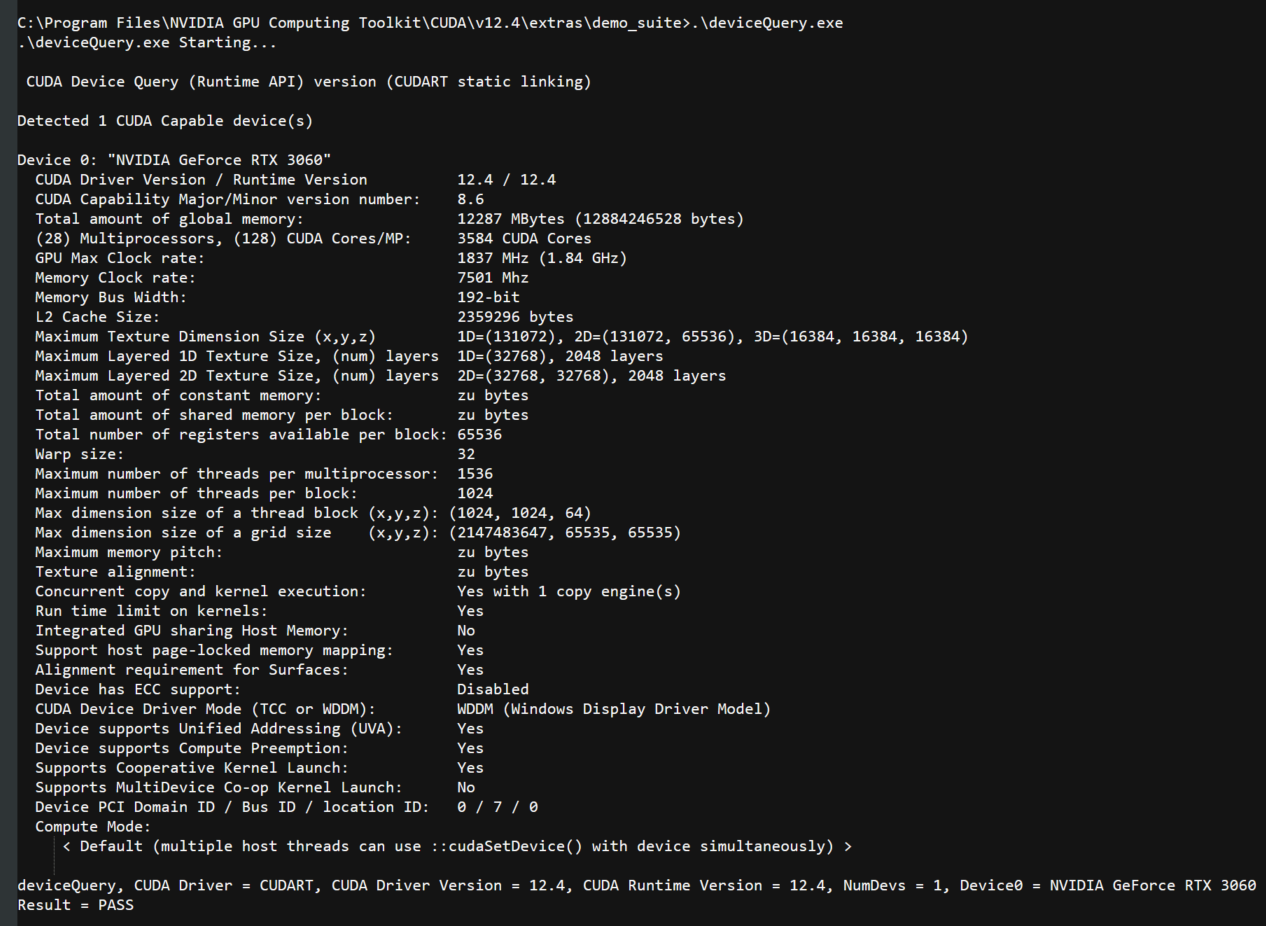 C:\Program Files\NVIDIA GPU Computing Toolkit\CUDA\v12.4\extras\demo_suite>.\deviceQuery.exe
.\deviceQuery.exe Starting...

 CUDA Device Query (Runtime API) version (CUDART static linking)

Detected 1 CUDA Capable device(s)

Device 0: "NVIDIA GeForce RTX 3060"
  CUDA Driver Version / Runtime Version          12.4 / 12.4
  CUDA Capability Major/Minor version number:    8.6
  Total amount of global memory:                 12287 MBytes (12884246528 bytes)
  (28) Multiprocessors, (128) CUDA Cores/MP:     3584 CUDA Cores
  GPU Max Clock rate:                            1837 MHz (1.84 GHz)
  Memory Clock rate:                             7501 Mhz
  Memory Bus Width:                              192-bit
  L2 Cache Size:                                 2359296 bytes
  Maximum Texture Dimension Size (x,y,z)         1D=(131072), 2D=(131072, 65536), 3D=(16384, 16384, 16384)
  Maximum Layered 1D Texture Size, (num) layers  1D=(32768), 2048 layers
  Maximum Layered 2D Texture Size, (num) layers  2D=(32768, 32768), 2048 layers
  Total amount of constant memory:               zu bytes
  Total amount of shared memory per block:       zu bytes
  Total number of registers available per block: 65536
  Warp size:                                     32
  Maximum number of threads per multiprocessor:  1536
  Maximum number of threads per block:           1024
  Max dimension size of a thread block (x,y,z): (1024, 1024, 64)
  Max dimension size of a grid size    (x,y,z): (2147483647, 65535, 65535)
  Maximum memory pitch:                          zu bytes
  Texture alignment:                             zu bytes
  Concurrent copy and kernel execution:          Yes with 1 copy engine(s)
  Run time limit on kernels:                     Yes
  Integrated GPU sharing Host Memory:            No
  Support host page-locked memory mapping:       Yes
  Alignment requirement for Surfaces:            Yes
  Device has ECC support:                        Disabled
  CUDA Device Driver Mode (TCC or WDDM):         WDDM (Windows Display Driver Model)
  Device supports Unified Addressing (UVA):      Yes
  Device supports Compute Preemption:            Yes
  Supports Cooperative Kernel Launch:            Yes
  Supports MultiDevice Co-op Kernel Launch:      No
  Device PCI Domain ID / Bus ID / location ID:   0 / 7 / 0
  Compute Mode:
     < Default (multiple host threads can use ::cudaSetDevice() with device simultaneously) >

deviceQuery, CUDA Driver = CUDART, CUDA Driver Version = 12.4, CUDA Runtime Version = 12.4, NumDevs = 1, Device0 = NVIDIA GeForce RTX 3060
Result = PASS